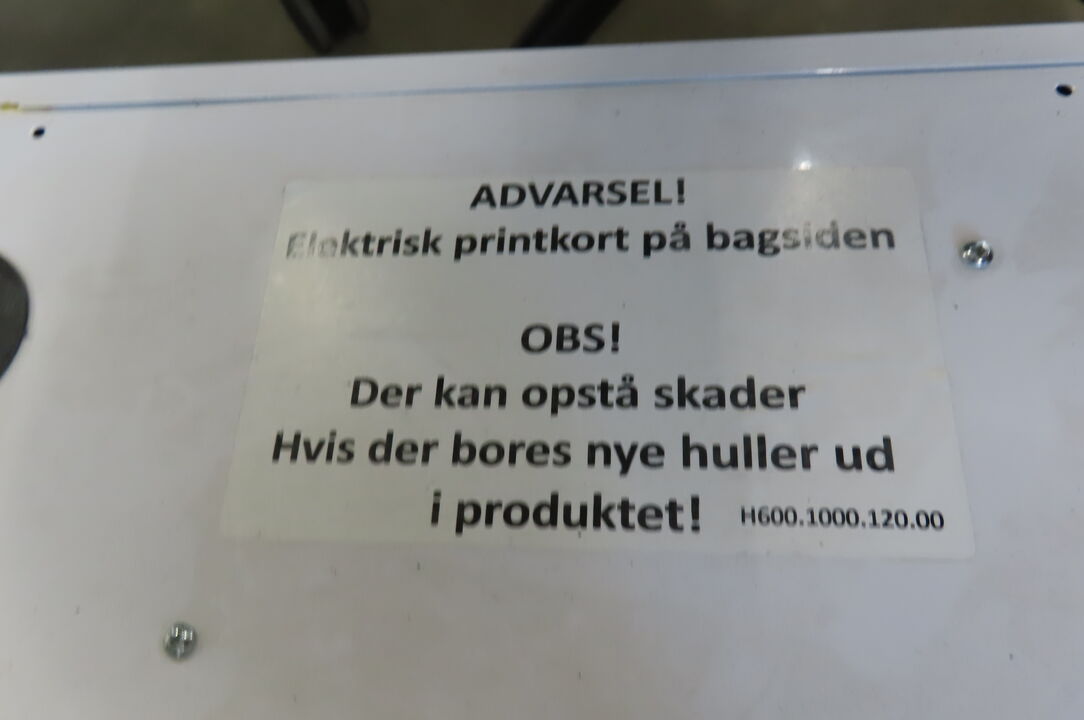 ADVARSEL!
Elektrisk printkort på bagsiden
OBS!
Der kan opstå skader
Hvis der bores nye huller ud
i produktet! H600.1000.120.00